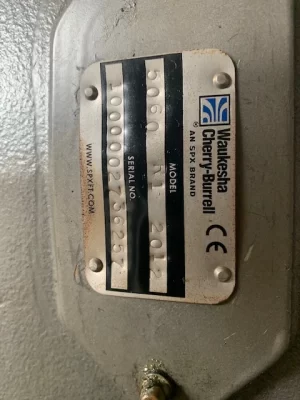 Waukesha
Cherry-Burrell
® AN SPX BRAND
CE
MODEL
5060
SERIAL NO.
1000002736257
WWW.SPXFT.COM